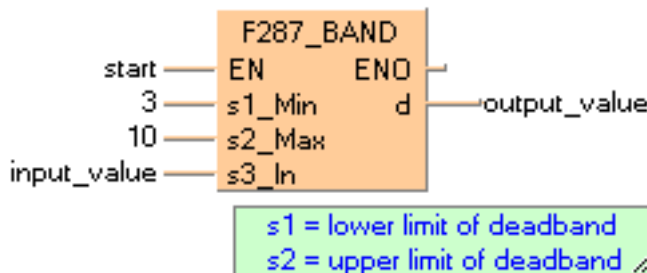 F287_BAND
start EN ENO
3 s1_Min d output_value
10 s2_Max
input_value s3_In
s1 = lower limit of deadband
s2 = upper limit of deadband